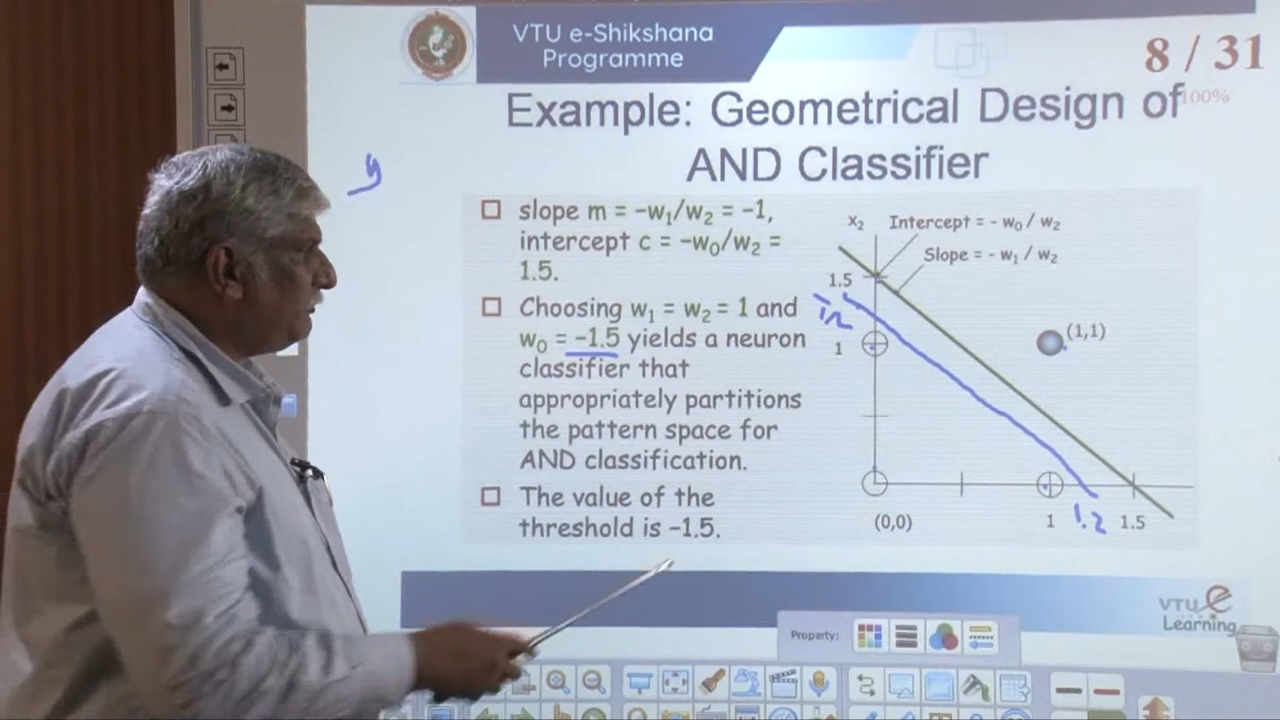 VTU e-Shikshana
Programme
8 / 31
100%
Example: Geometrical Design of
AND Classifier
y
□ slope m = −w₁/w₂ = −1,
intercept c = −w₀/w₂ =
1.5.
□ Choosing w₁ = w₂ = 1 and
w₀ = −1.5 yields a neuron
classifier that
appropriately partitions
the pattern space for
AND classification.
□ The value of the
threshold is −1.5.
x₂
Intercept = - w₀ / w₂
Slope = - w₁ / w₂
1.5
1.2
1
(1,1)
(0,0)
1
1.2
1.5
VTU e
Learning
Property: